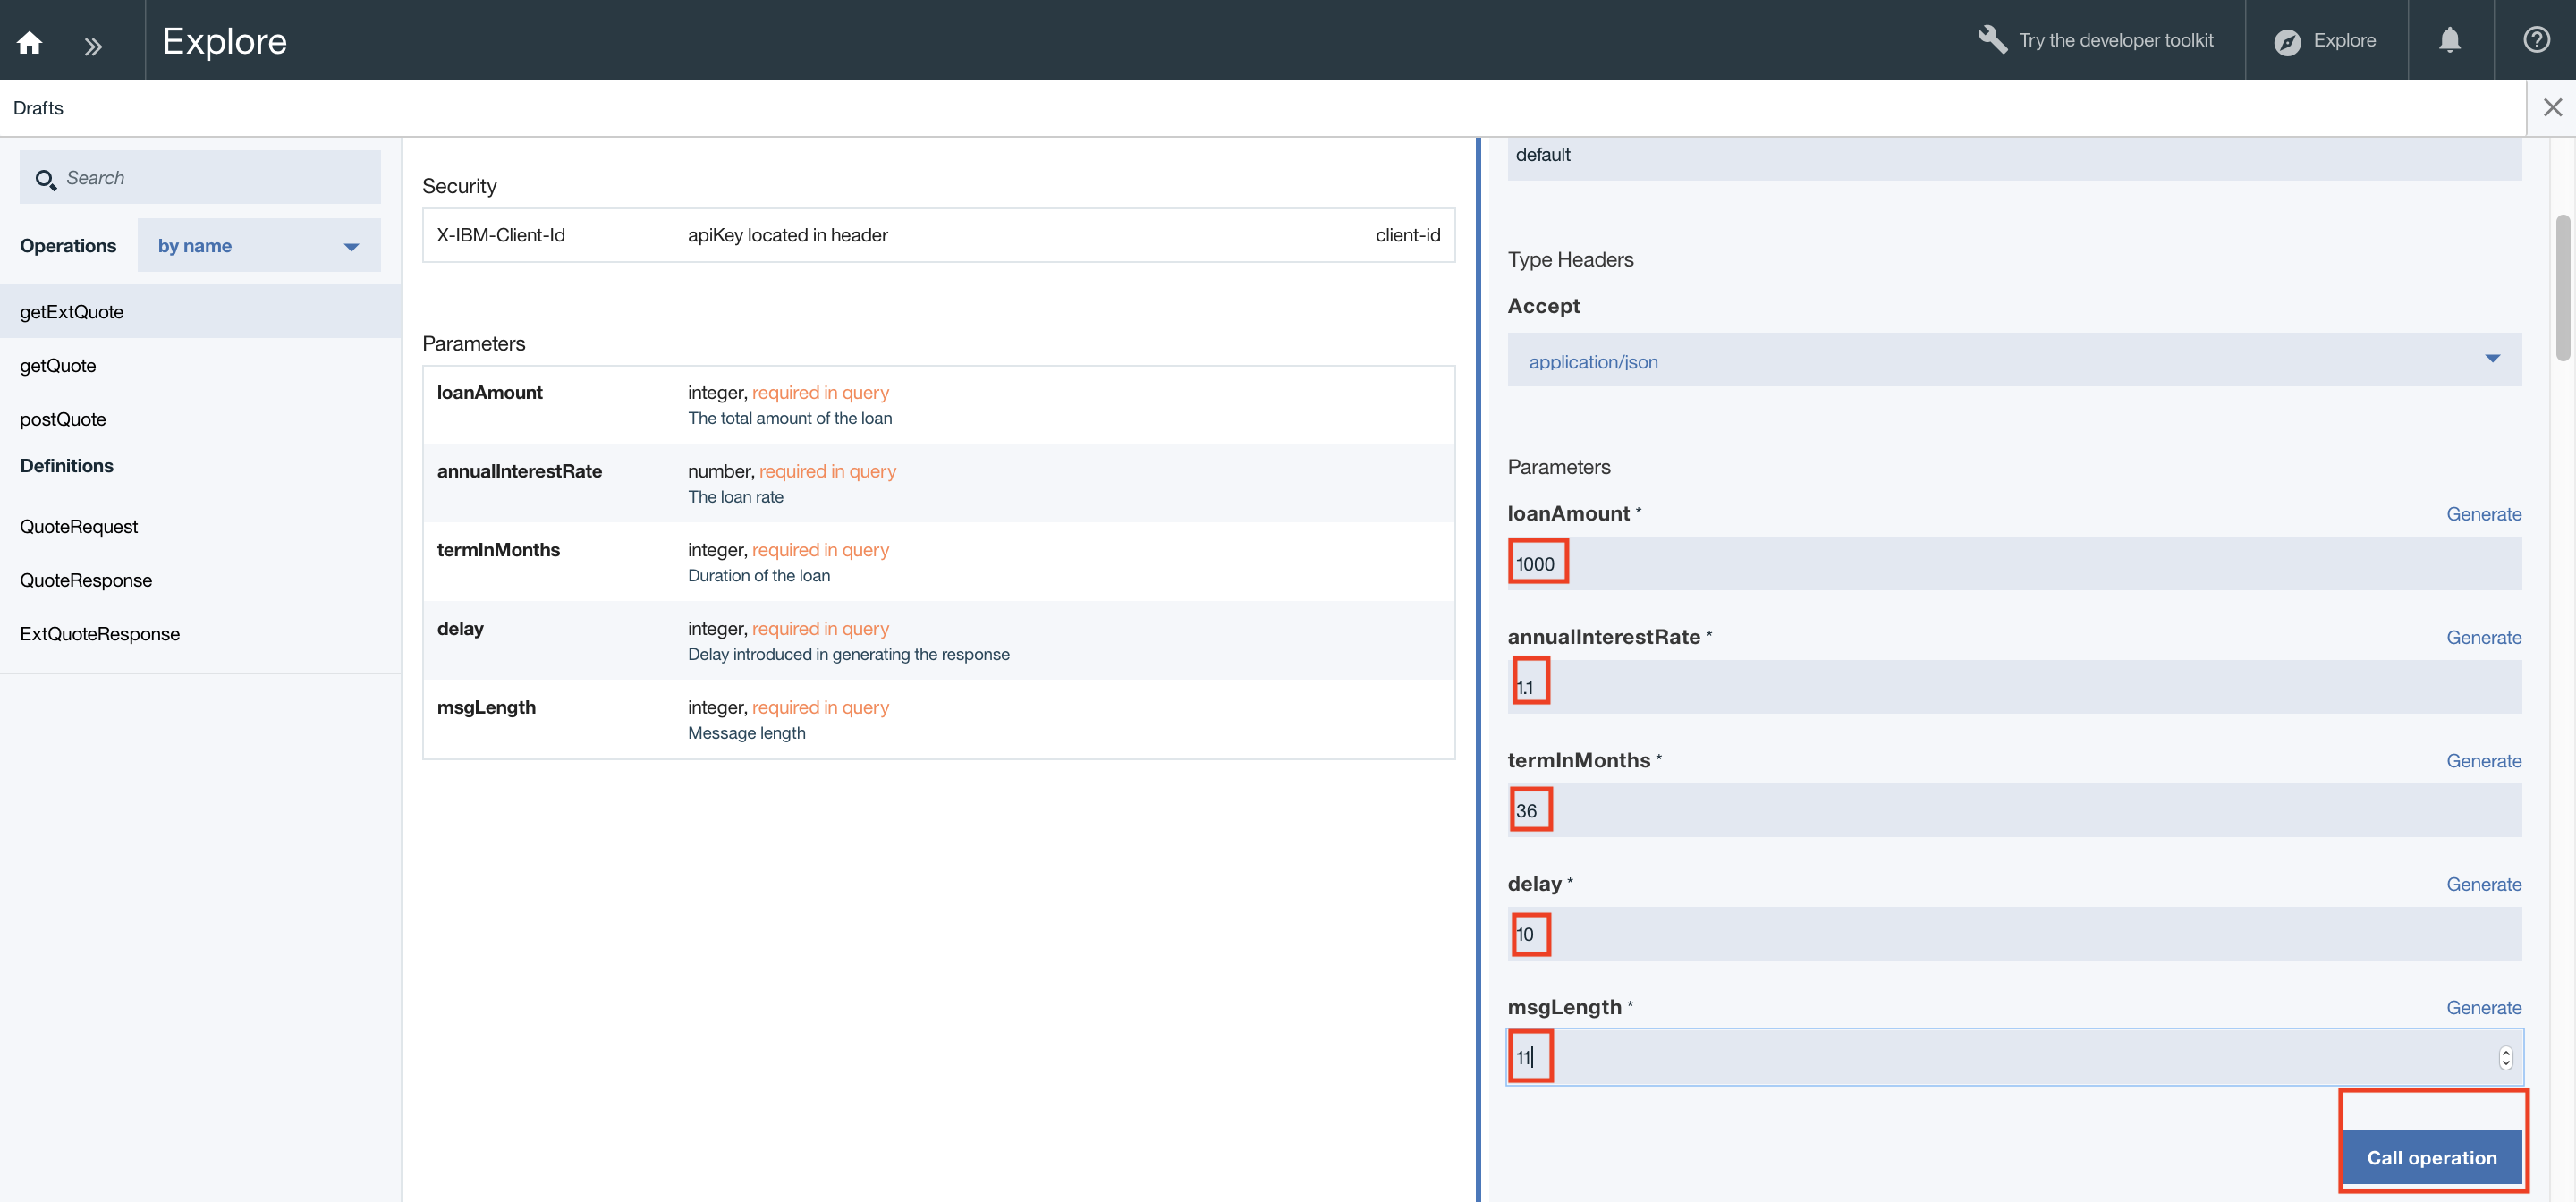 Explore
Try the developer toolkit
Explore
Drafts
Search
Operations
by name
getExtQuote
getQuote
postQuote
Definitions
QuoteRequest
QuoteResponse
ExtQuoteResponse
Security
X-IBM-Client-Id apiKey located in header client-id
Parameters
loanAmount integer, required in query
The total amount of the loan
annualInterestRate number, required in query
The loan rate
termInMonths integer, required in query
Duration of the loan
delay integer, required in query
Delay introduced in generating the response
msgLength integer, required in query
Message length
default
Type Headers
Accept
application/json
Parameters
loanAmount * Generate
1000
annualInterestRate * Generate
1.1
termInMonths * Generate
36
delay * Generate
10
msgLength * Generate
11
Call operation